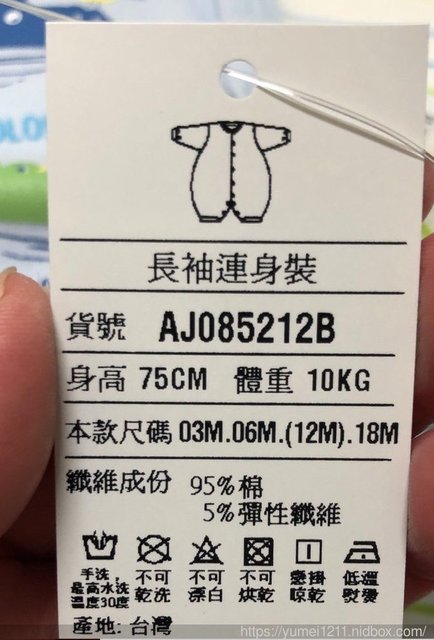 OLO
長袖連身裝
貨號 AJ085212B
身高 75CM 體重 10KG
本款尺碼 03M.06M.(12M).18M
纖維成份 95%棉
5%彈性纖維
手洗，最高水洗溫度30度
不可乾洗
不可漂白
不可烘乾
懸掛晾乾
低溫熨燙
產地: 台灣
https://yumei1211.nidbox.com/